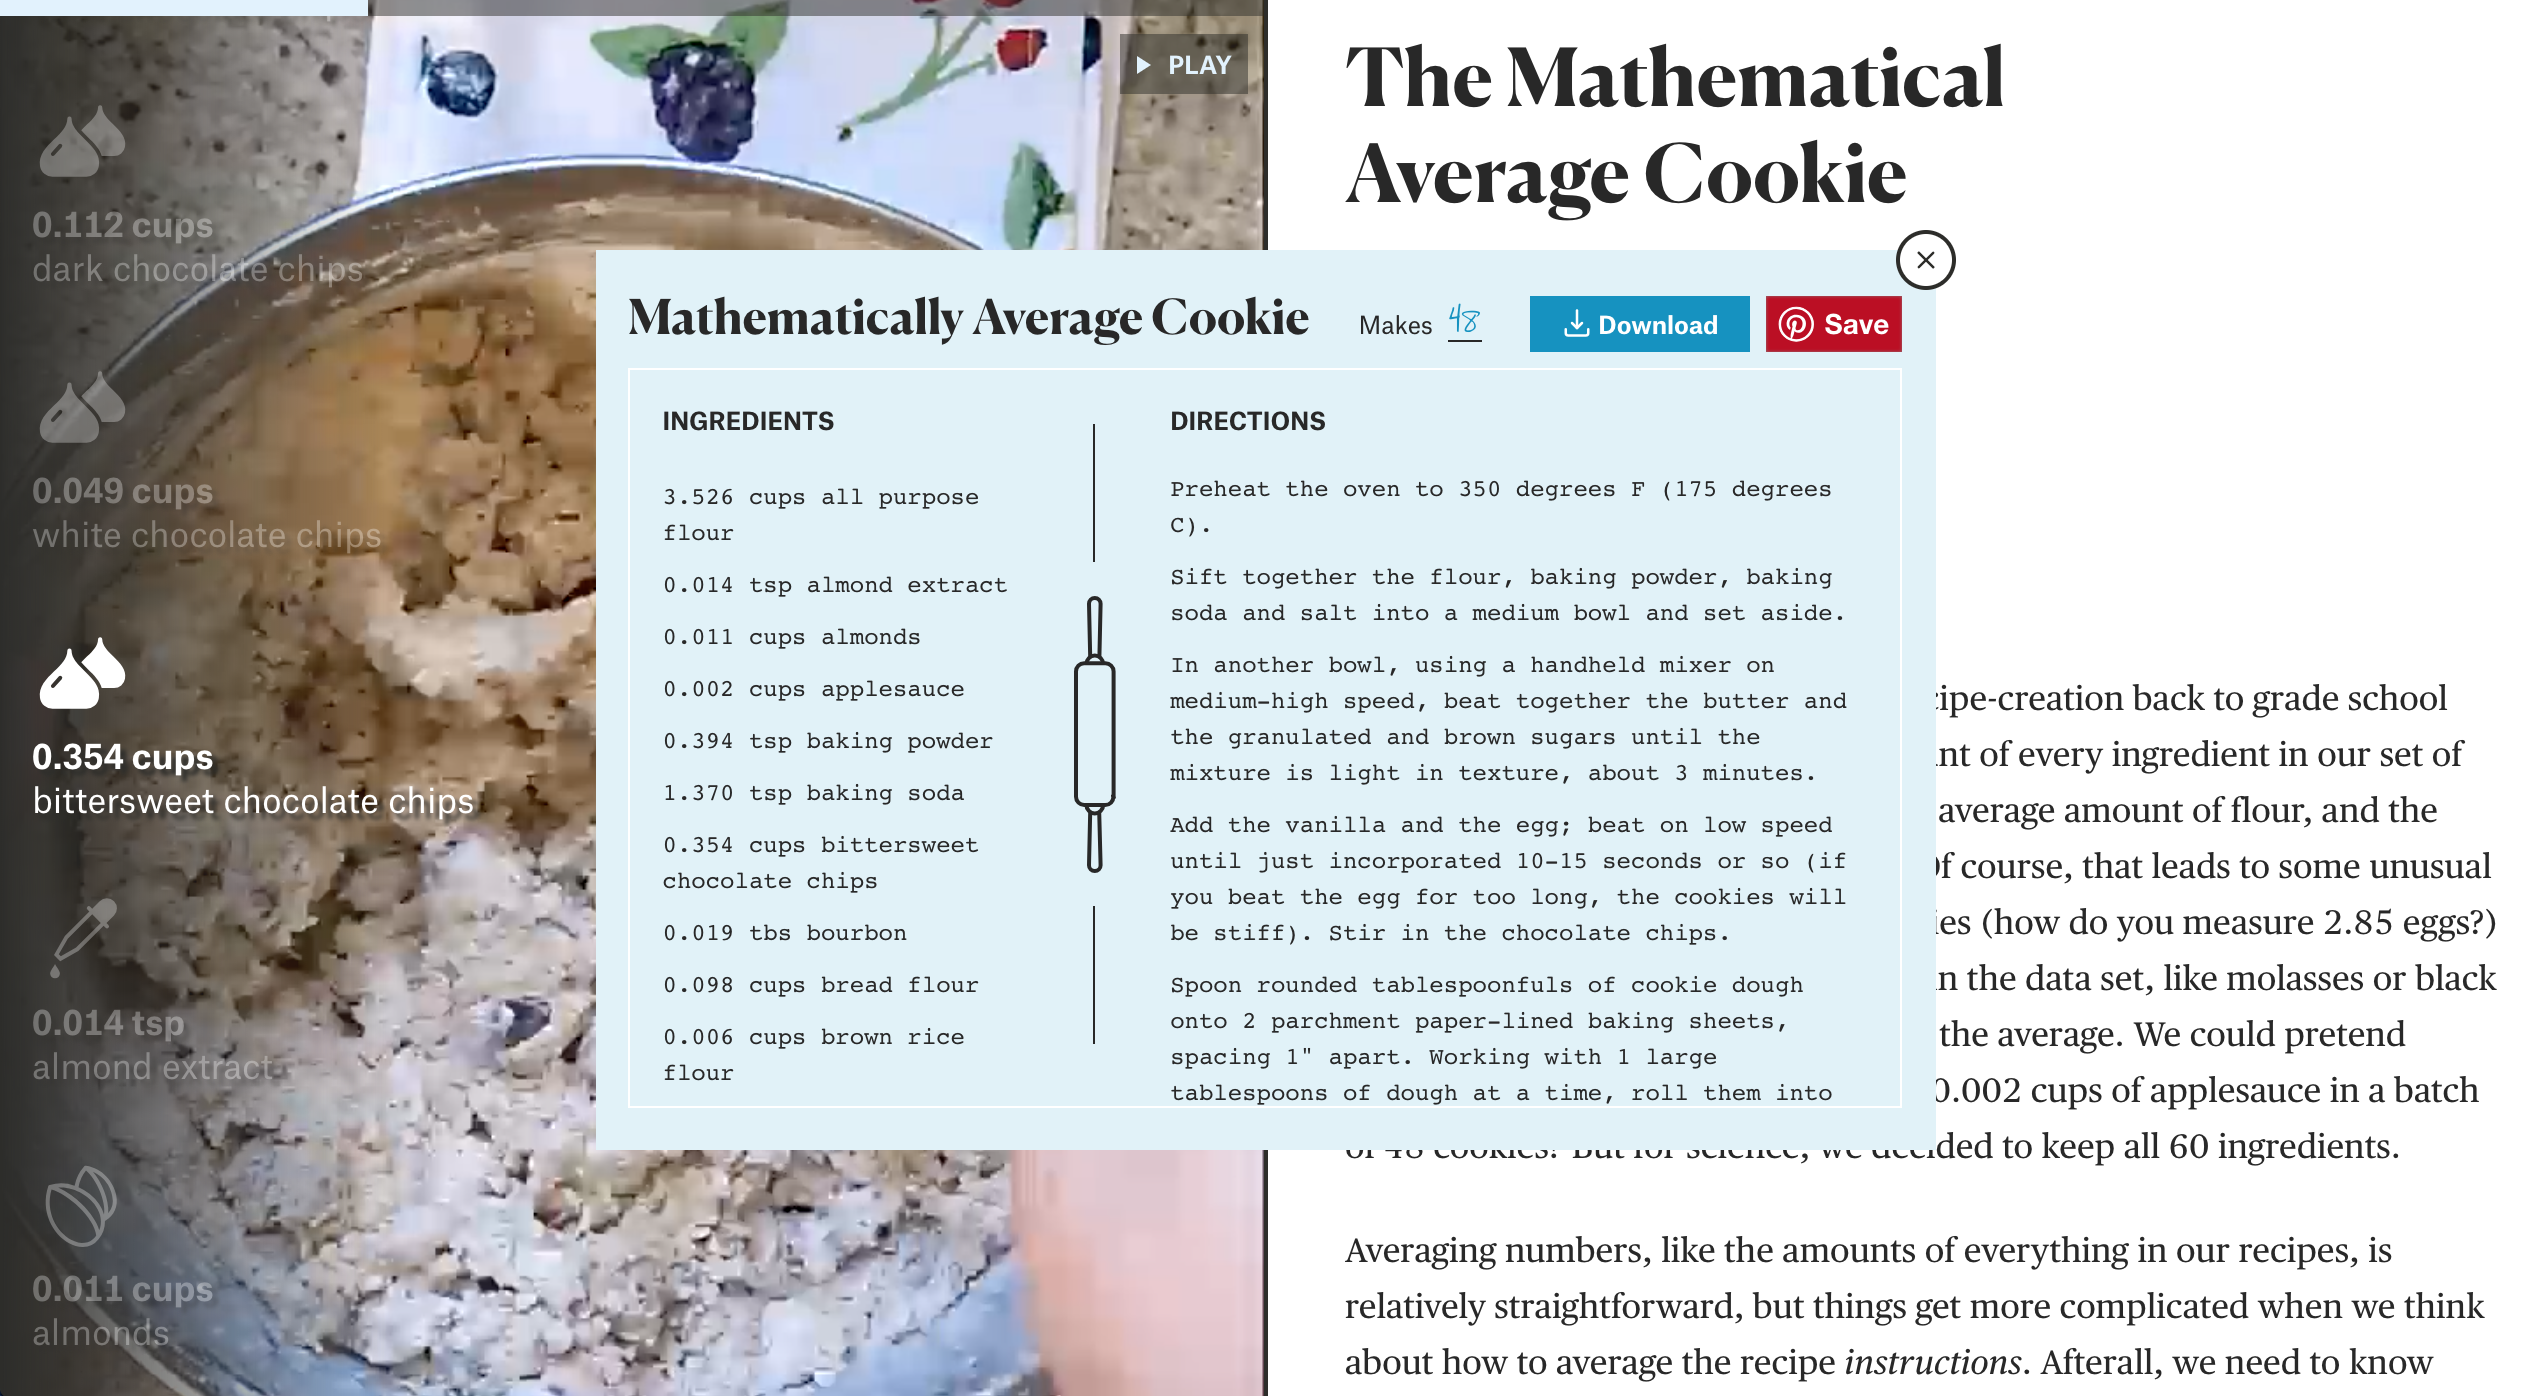 PLAY
0.112 cups
dark chocolate chips
0.049 cups
white chocolate chips
0.354 cups
bittersweet chocolate chips
0.014 tsp
almond extract
0.011 cups
almonds
The Mathematical
Average Cookie
Mathematically Average Cookie
Makes 48
Download
Save
INGREDIENTS
3.526 cups all purpose
flour
0.014 tsp almond extract
0.011 cups almonds
0.002 cups applesauce
0.394 tsp baking powder
1.370 tsp baking soda
0.354 cups bittersweet
chocolate chips
0.019 tbs bourbon
0.098 cups bread flour
0.006 cups brown rice
flour
DIRECTIONS
Preheat the oven to 350 degrees F (175 degrees
C).
Sift together the flour, baking powder, baking
soda and salt into a medium bowl and set aside.
In another bowl, using a handheld mixer on
medium-high speed, beat together the butter and
the granulated and brown sugars until the
mixture is light in texture, about 3 minutes.
Add the vanilla and the egg; beat on low speed
until just incorporated 10-15 seconds or so (if
you beat the egg for too long, the cookies will
be stiff). Stir in the chocolate chips.
Spoon rounded tablespoonfuls of cookie dough
onto 2 parchment paper-lined baking sheets,
spacing 1" apart. Working with 1 large
tablespoons of dough at a time, roll them into
cipe-creation back to grade school
nt of every ingredient in our set of
average amount of flour, and the
Of course, that leads to some unusual
ies (how do you measure 2.85 eggs?)
n the data set, like molasses or black
the average. We could pretend
0.002 cups of applesauce in a batch
of 48 cookies? But for science, we decided to keep all 60 ingredients.
Averaging numbers, like the amounts of everything in our recipes, is
relatively straightforward, but things get more complicated when we think
about how to average the recipe instructions. Afterall, we need to know